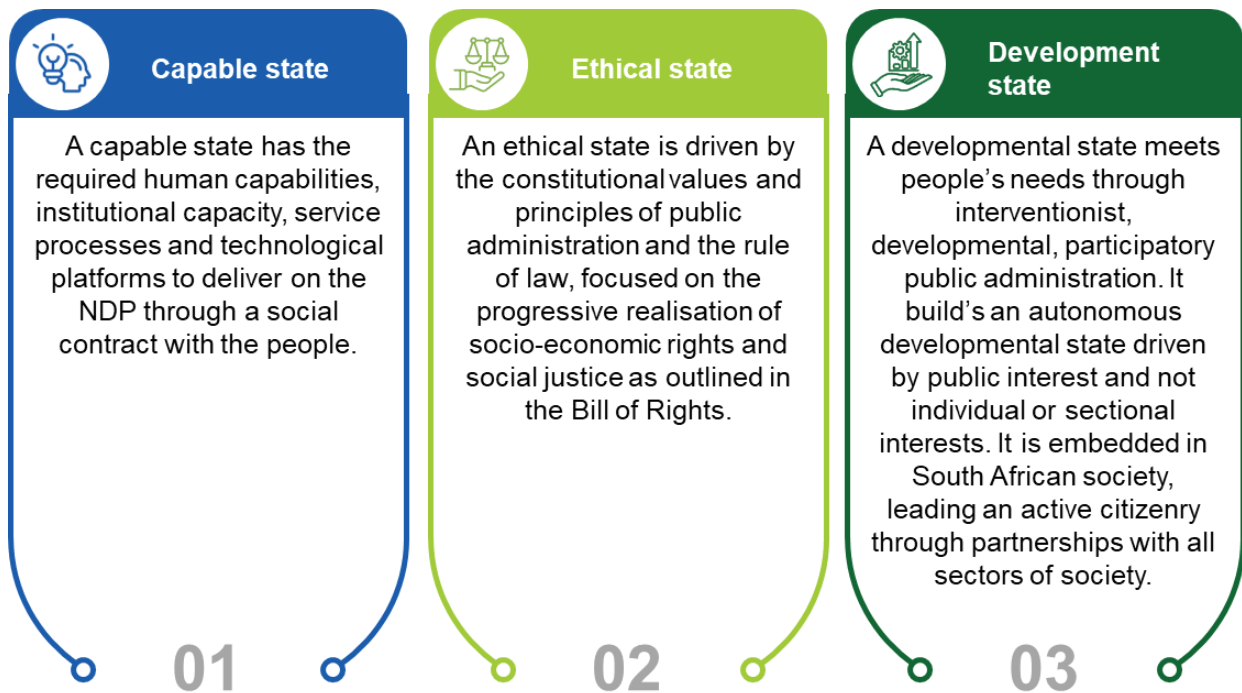 Capable state
A capable state has the
required human capabilities,
institutional capacity, service
processes and technological
platforms to deliver on the
NDP through a social
contract with the people.
01
Ethical state
An ethical state is driven by
the constitutional values and
principles of public
administration and the rule
of law, focused on the
progressive realisation of
socio-economic rights and
social justice as outlined in
the Bill of Rights.
02
Development
state
A developmental state meets
people's needs through
interventionist,
developmental, participatory
public administration. It
build's an autonomous
developmental state driven
by public interest and not
individual or sectional
interests. It is embedded in
South African society,
leading an active citizenry
through partnerships with all
sectors of society.
03